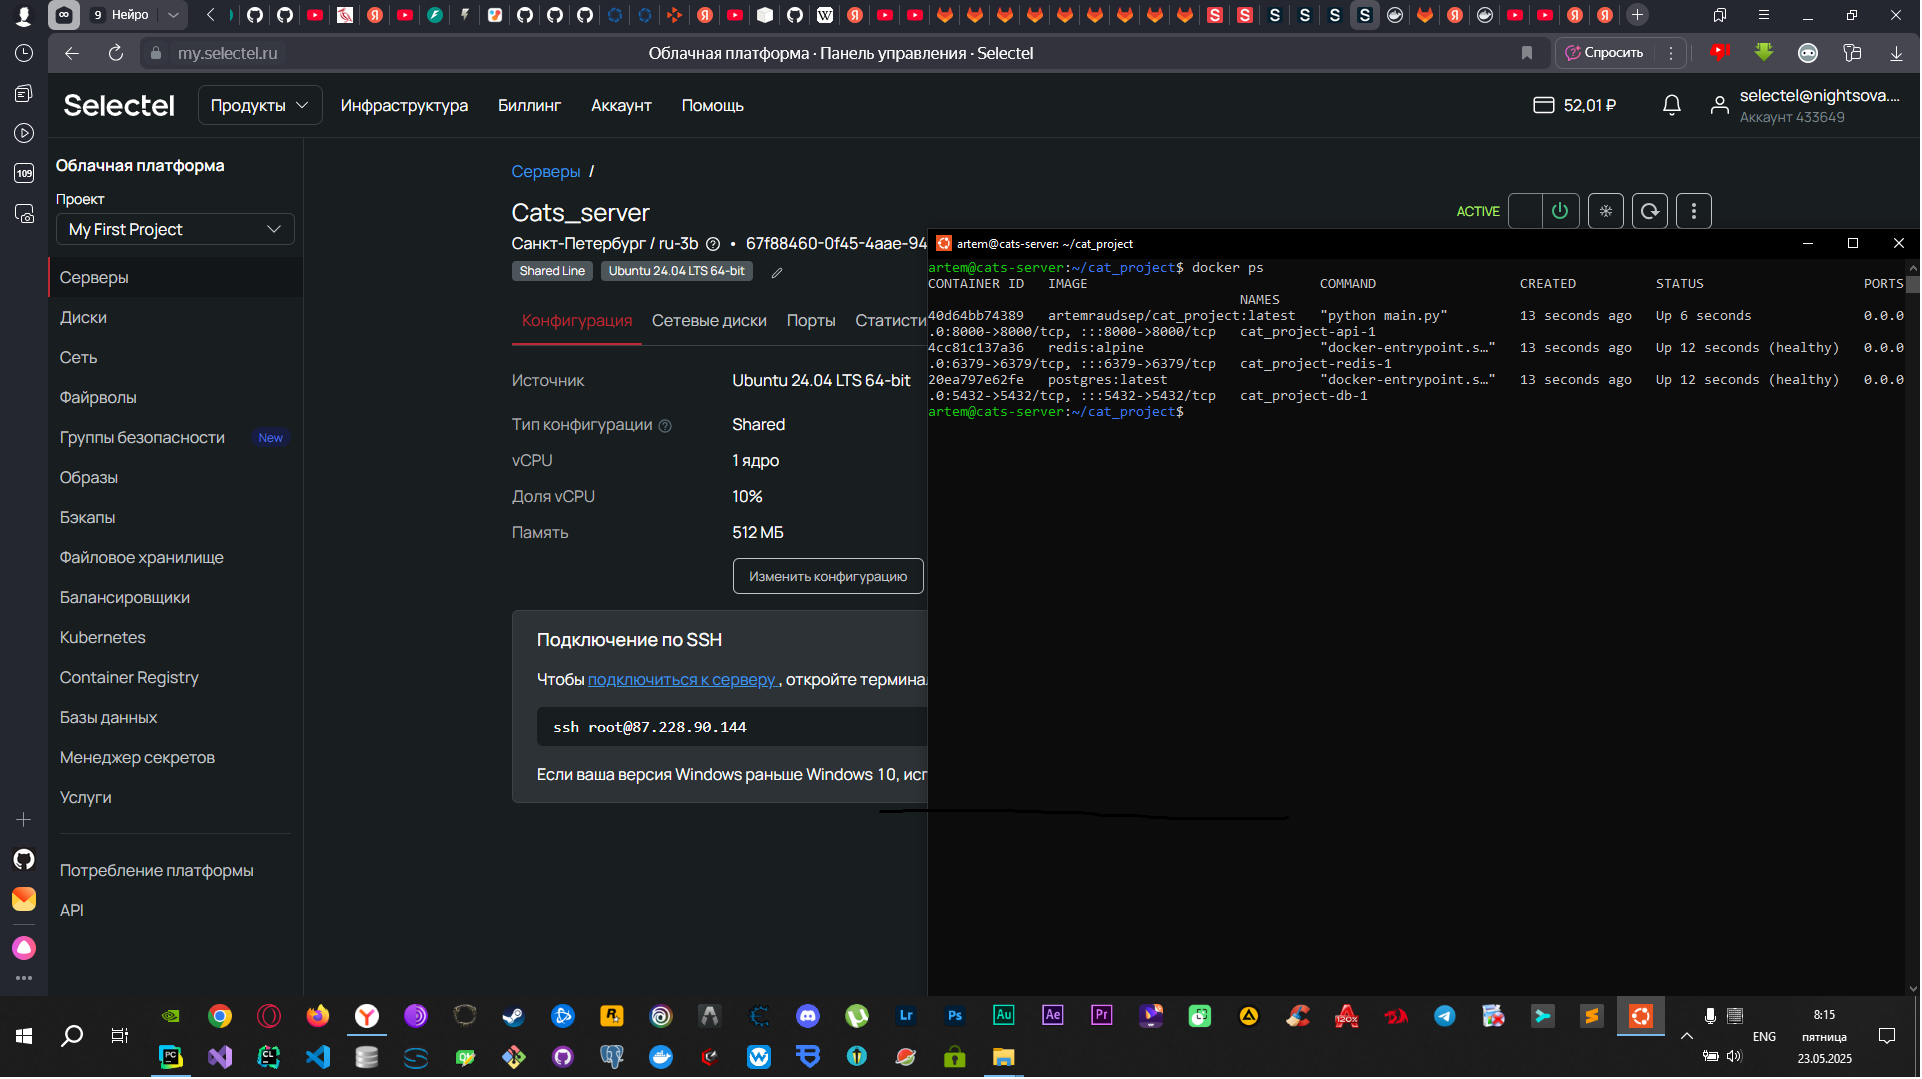 9 Нейро
my.selectel.ru
Облачная платформа · Панель управления · Selectel
Спросить
109
Selectel
Продукты
Инфраструктура
Биллинг
Аккаунт
Помощь
52,01 ₽
selectel@nightsova....
Аккаунт 433649
Облачная платформа
Проект
My First Project
Серверы
Диски
Сеть
Файрволы
Группы безопасности New
Образы
Бэкапы
Файловое хранилище
Балансировщики
Kubernetes
Container Registry
Базы данных
Менеджер секретов
Услуги
Потребление платформы
API
Серверы /
Cats_server
ACTIVE
Санкт-Петербург / ru-3b • 67f88460-0f45-4aae-94
Shared Line Ubuntu 24.04 LTS 64-bit
Конфигурация Сетевые диски Порты Статисти
Источник Ubuntu 24.04 LTS 64-bit
Тип конфигурации Shared
vCPU 1 ядро
Доля vCPU 10%
Память 512 МБ
Изменить конфигурацию
Подключение по SSH
Чтобы подключиться к серверу , откройте терминал
ssh root@87.228.90.144
Если ваша версия Windows раньше Windows 10, исп
artem@cats-server: ~/cat_project
artem@cats-server:~/cat_project$ docker ps
CONTAINER ID IMAGE COMMAND CREATED STATUS PORTS
NAMES
40d64bb74389 artemraudsep/cat_project:latest "python main.py" 13 seconds ago Up 6 seconds 0.0.0
.0:8000->8000/tcp, :::8000->8000/tcp cat_project-api-1
4cc81c137a36 redis:alpine "docker-entrypoint.s…" 13 seconds ago Up 12 seconds (healthy) 0.0.0
.0:6379->6379/tcp, :::6379->6379/tcp cat_project-redis-1
20ea797e62fe postgres:latest "docker-entrypoint.s…" 13 seconds ago Up 12 seconds (healthy) 0.0.0
.0:5432->5432/tcp, :::5432->5432/tcp cat_project-db-1
artem@cats-server:~/cat_project$
Lr
Ps
Au
Ae
Pr
120%
PC
CL
ENG
8:15
пятница
23.05.2025